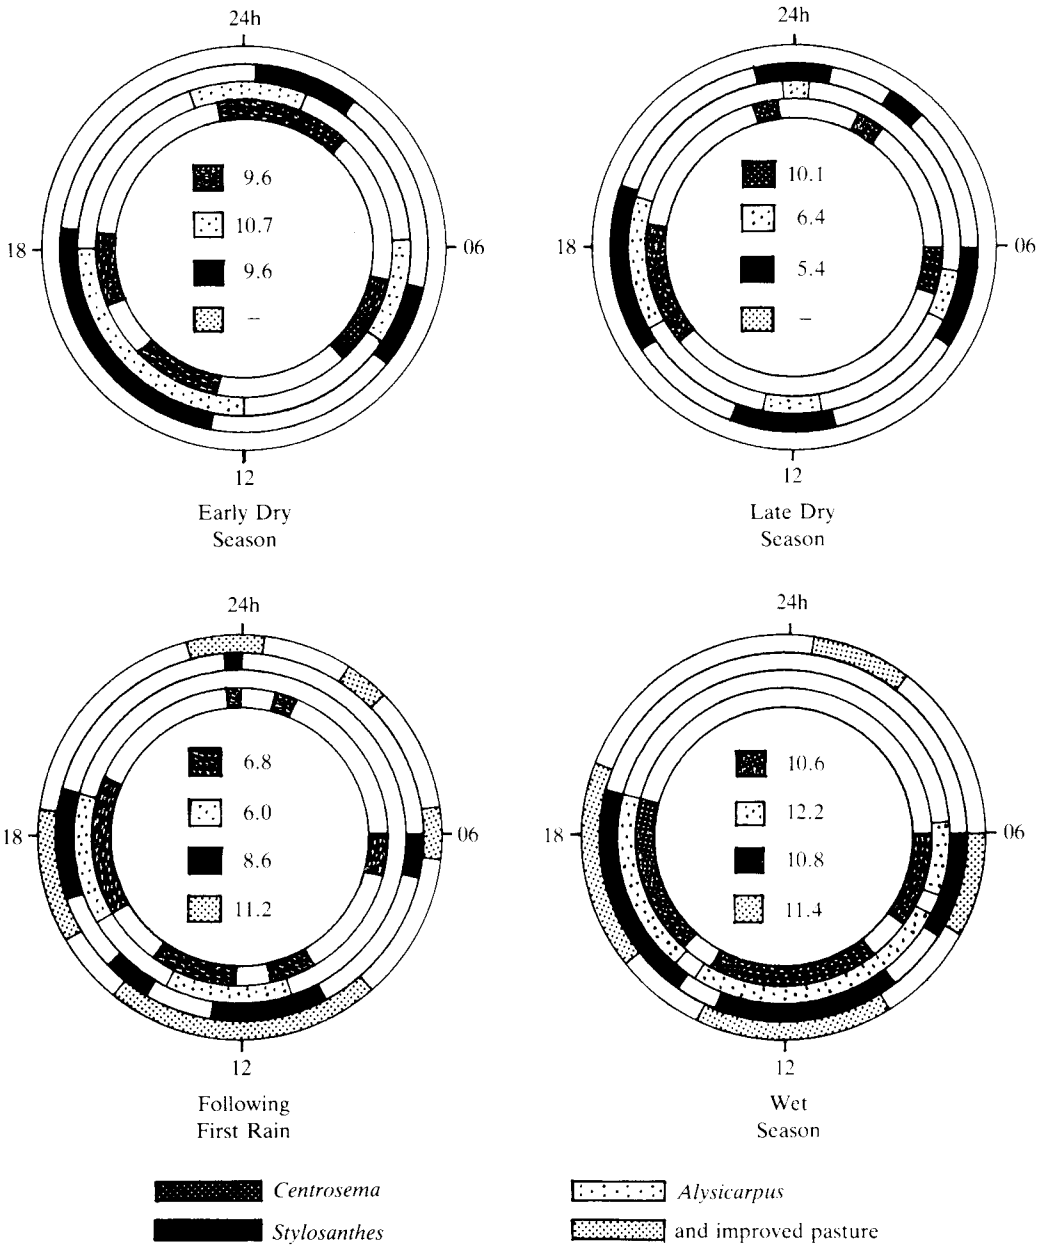 24h
24h
18
9.6
10.7
9.6
–
06
18
10.1
6.4
5.4
–
06
12
12
Early Dry
Season
Late Dry
Season
24h
24h
18
6.8
6.0
8.6
11.2
06
18
10.6
12.2
10.8
11.4
06
12
12
Following
First Rain
Wet
Season
Centrosema
Alysicarpus
Stylosanthes
and improved pasture